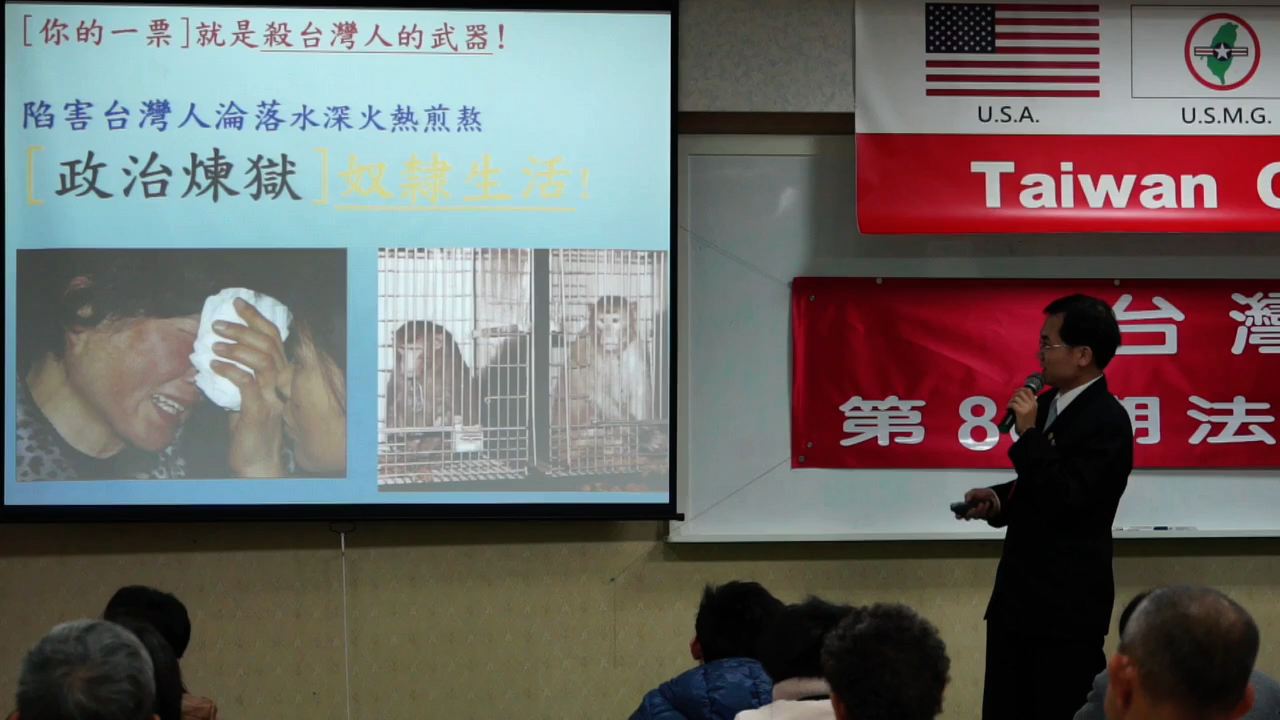 [你的一票]就是殺台灣人的武器!
陷害台灣人淪落水深火熱煎熬
[政治煉獄]奴隸生活!
U.S.A.
U.S.M.G.
Taiwan C
台灣
第8 期法